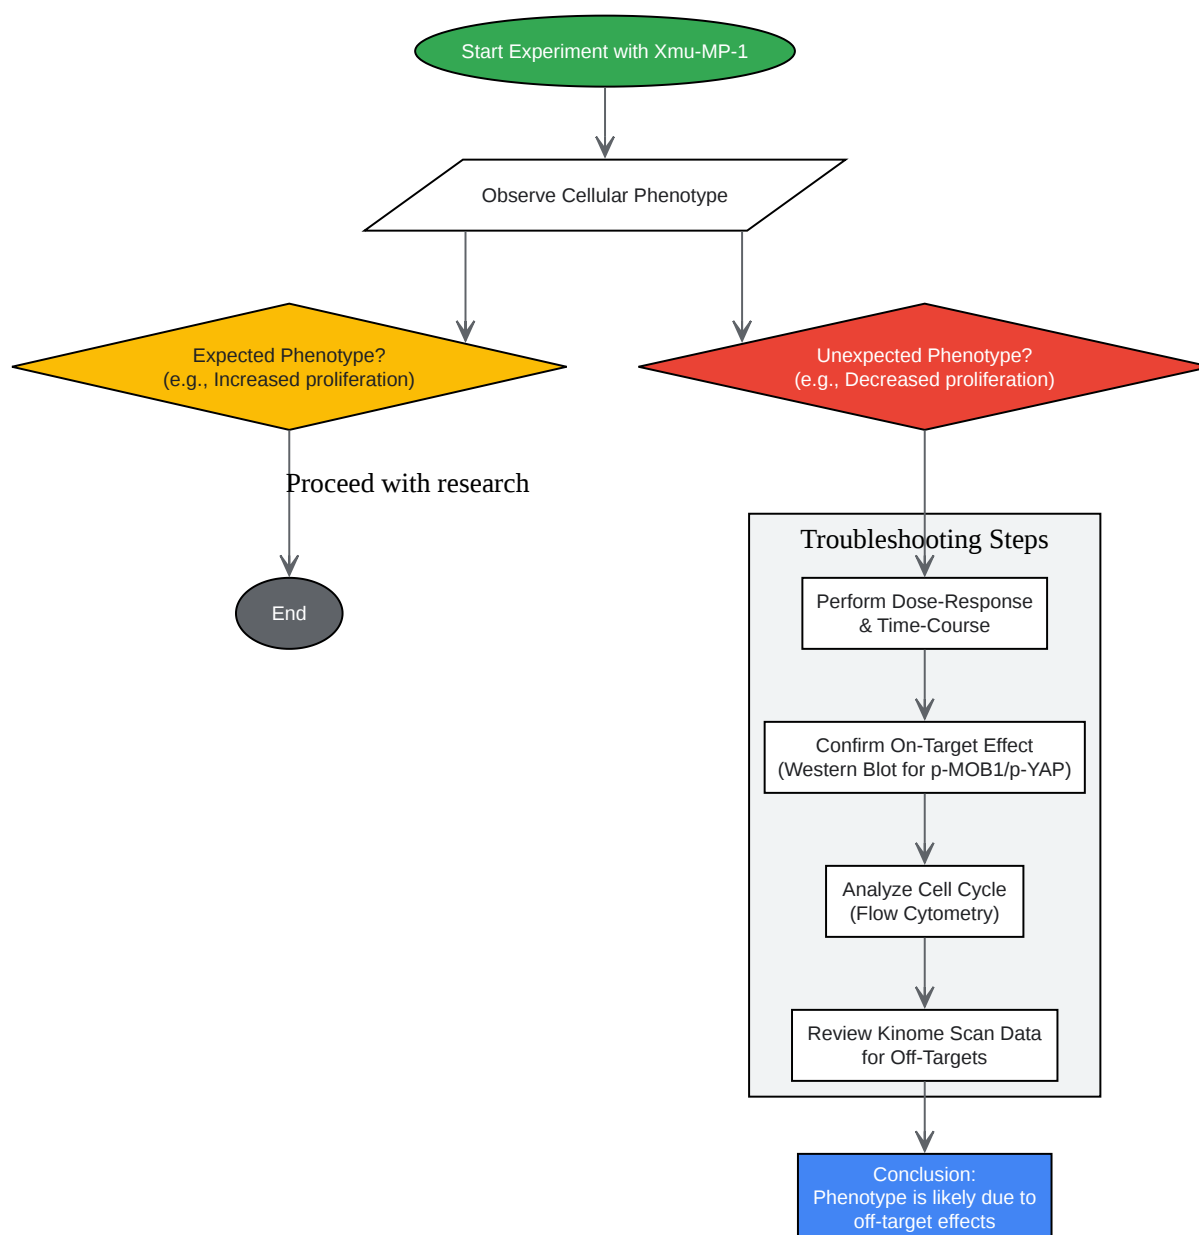 Start Experiment with Xmu-MP-1
Observe Cellular Phenotype
Expected Phenotype?
(e.g., Increased proliferation)
Unexpected Phenotype?
(e.g., Decreased proliferation)
Proceed with research
End
Troubleshooting Steps
Perform Dose-Response
& Time-Course
Confirm On-Target Effect
(Western Blot for p-MOB1/p-YAP)
Analyze Cell Cycle
(Flow Cytometry)
Review Kinome Scan Data
for Off-Targets
Conclusion:
Phenotype is likely due to
off-target effects